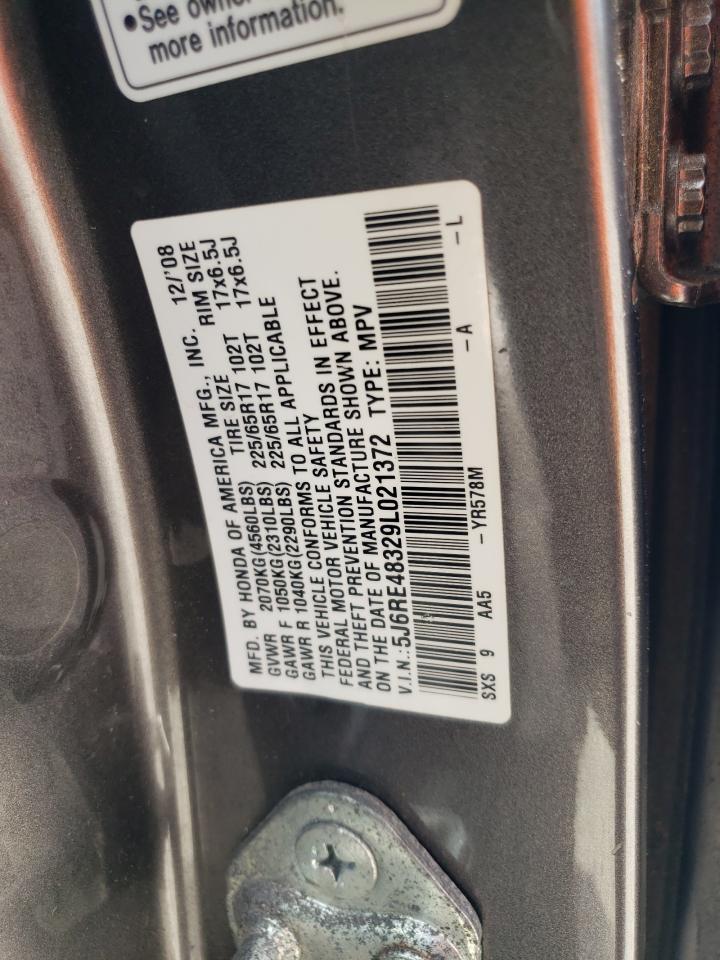 •See owner
more information.
MFD. BY HONDA OF AMERICA MFG., INC. 12/'08
TIRE SIZE RIM SIZE
GVWR 2070KG(4560LBS)
GAWR F 1050KG(2310LBS) 225/65R17 102T 17x6.5J
GAWR R 1040KG(2290LBS) 225/65R17 102T 17x6.5J
THIS VEHICLE CONFORMS TO ALL APPLICABLE
FEDERAL MOTOR VEHICLE SAFETY
AND THEFT PREVENTION STANDARDS IN EFFECT
ON THE DATE OF MANUFACTURE SHOWN ABOVE.
V.I.N.:5J6RE48329L021372 TYPE: MPV
SXS 9 AA5 -YR578M -A -L